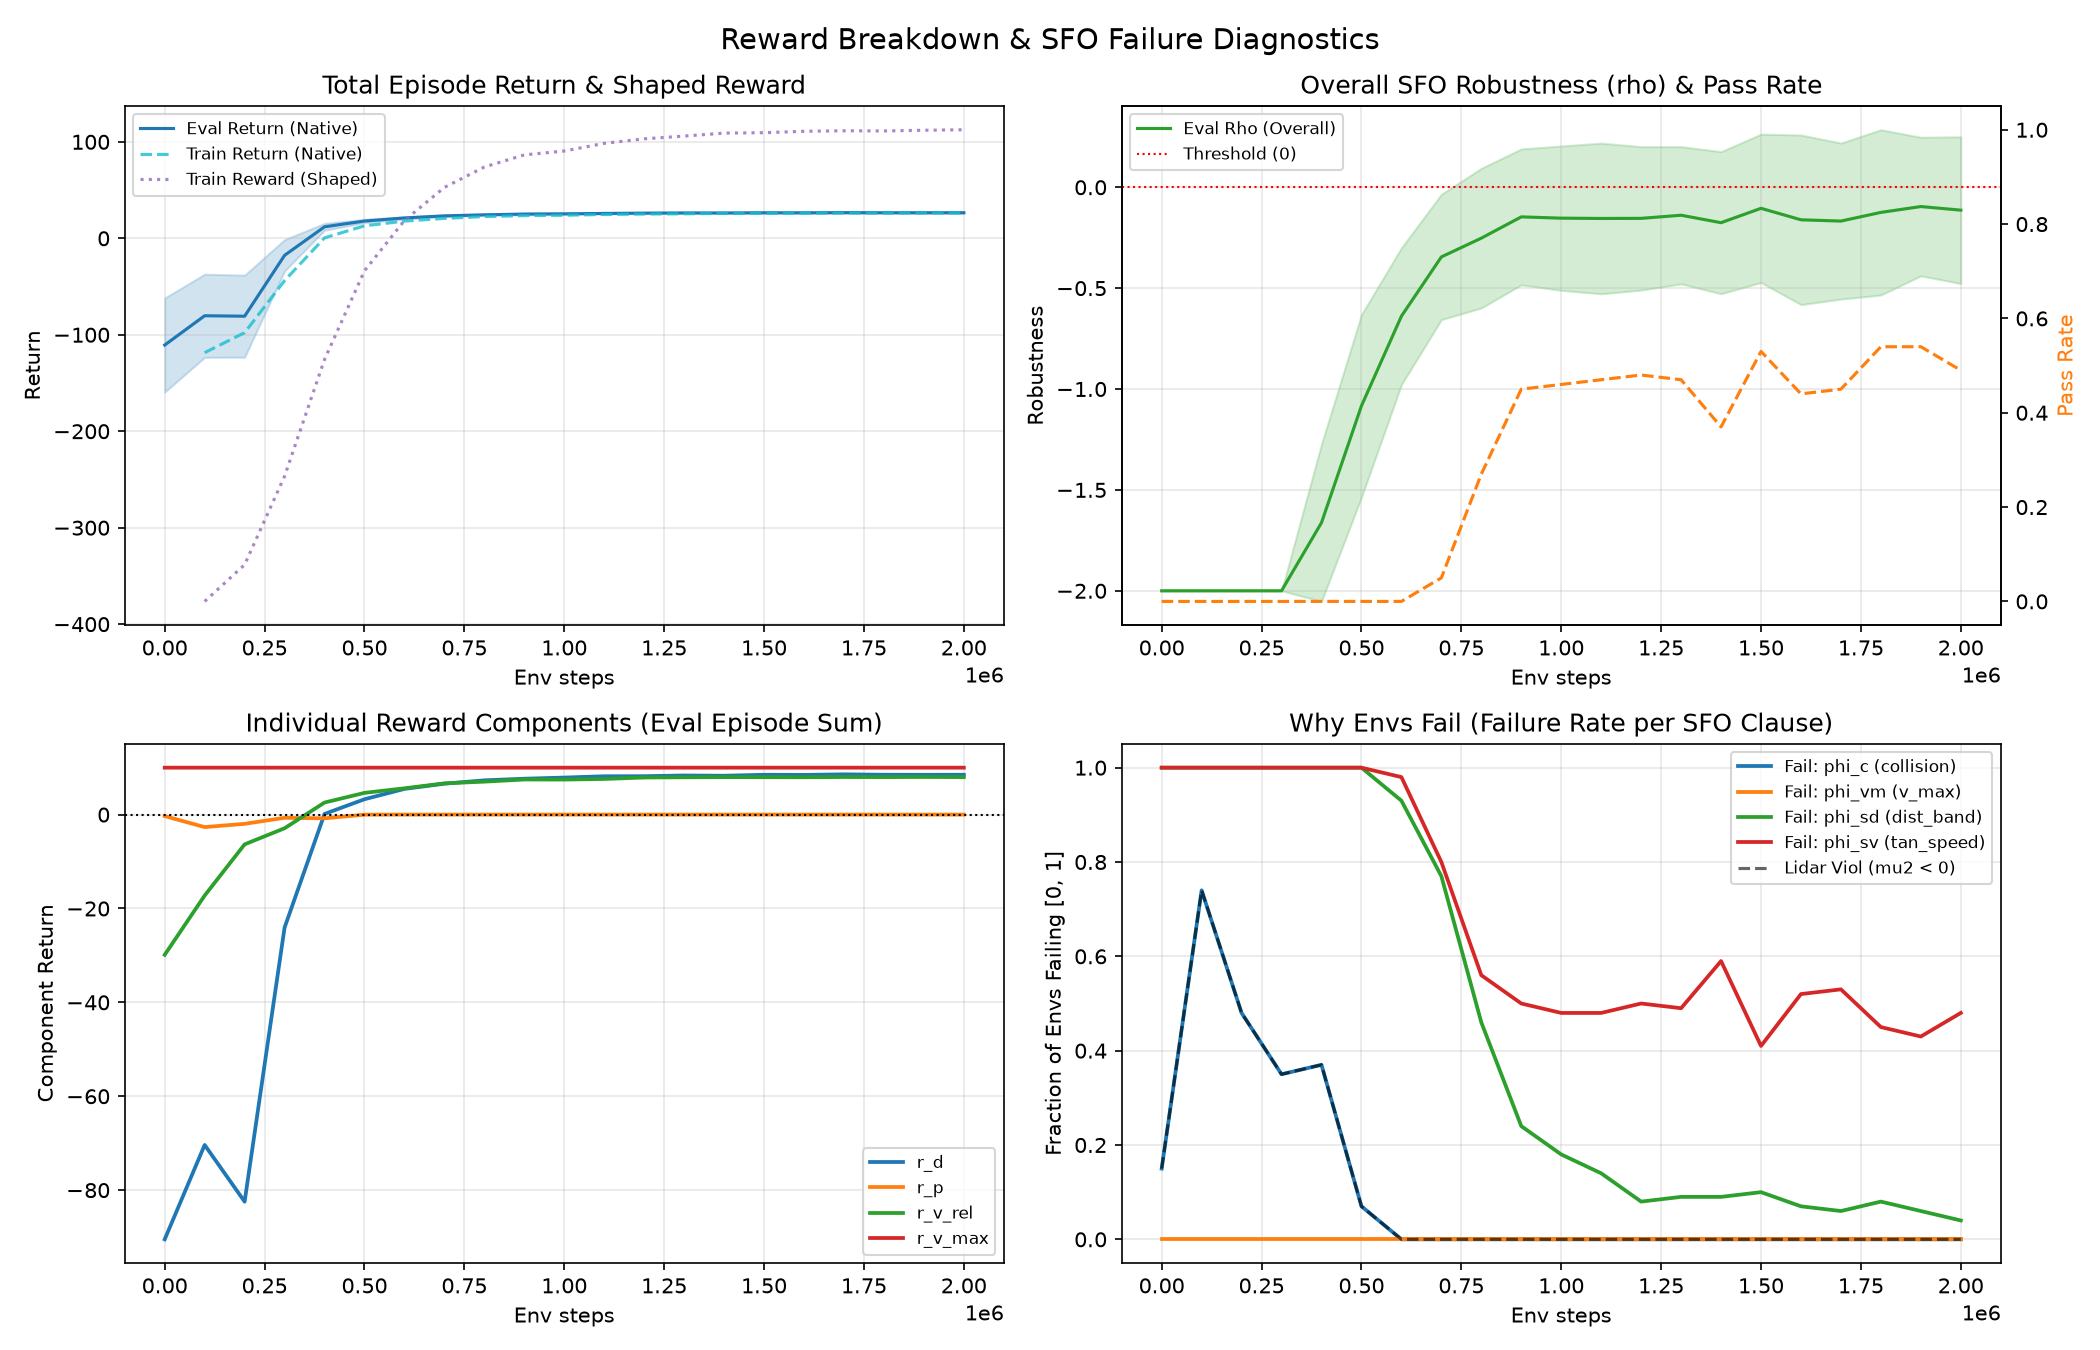 Reward Breakdown & SFO Failure Diagnostics
Total Episode Return & Shaped Reward
Eval Return (Native)
Train Return (Native)
Train Reward (Shaped)
100
0
−100
−200
−300
−400
Return
0.00 0.25 0.50 0.75 1.00 1.25 1.50 1.75 2.00
1e6
Env steps
Overall SFO Robustness (rho) & Pass Rate
Eval Rho (Overall)
Threshold (0)
0.0
−0.5
−1.0
−1.5
−2.0
Robustness
1.0
0.8
0.6
0.4
0.2
0.0
Pass Rate
0.00 0.25 0.50 0.75 1.00 1.25 1.50 1.75 2.00
1e6
Env steps
Individual Reward Components (Eval Episode Sum)
0
−20
−40
−60
−80
Component Return
r_d
r_p
r_v_rel
r_v_max
0.00 0.25 0.50 0.75 1.00 1.25 1.50 1.75 2.00
1e6
Env steps
Why Envs Fail (Failure Rate per SFO Clause)
Fail: phi_c (collision)
Fail: phi_vm (v_max)
Fail: phi_sd (dist_band)
Fail: phi_sv (tan_speed)
Lidar Viol (mu2 < 0)
1.0
0.8
0.6
0.4
0.2
0.0
Fraction of Envs Failing [0, 1]
0.00 0.25 0.50 0.75 1.00 1.25 1.50 1.75 2.00
1e6
Env steps